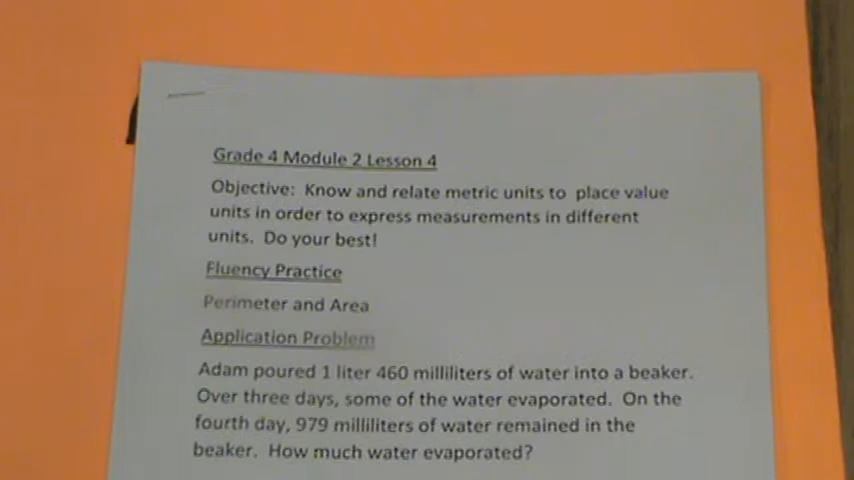 Grade 4 Module 2 Lesson 4
Objective: Know and relate metric units to place value
units in order to express measurements in different
units. Do your best!
Fluency Practice
Perimeter and Area
Application Problem
Adam poured 1 liter 460 milliliters of water into a beaker.
Over three days, some of the water evaporated. On the
fourth day, 979 milliliters of water remained in the
beaker. How much water evaporated?